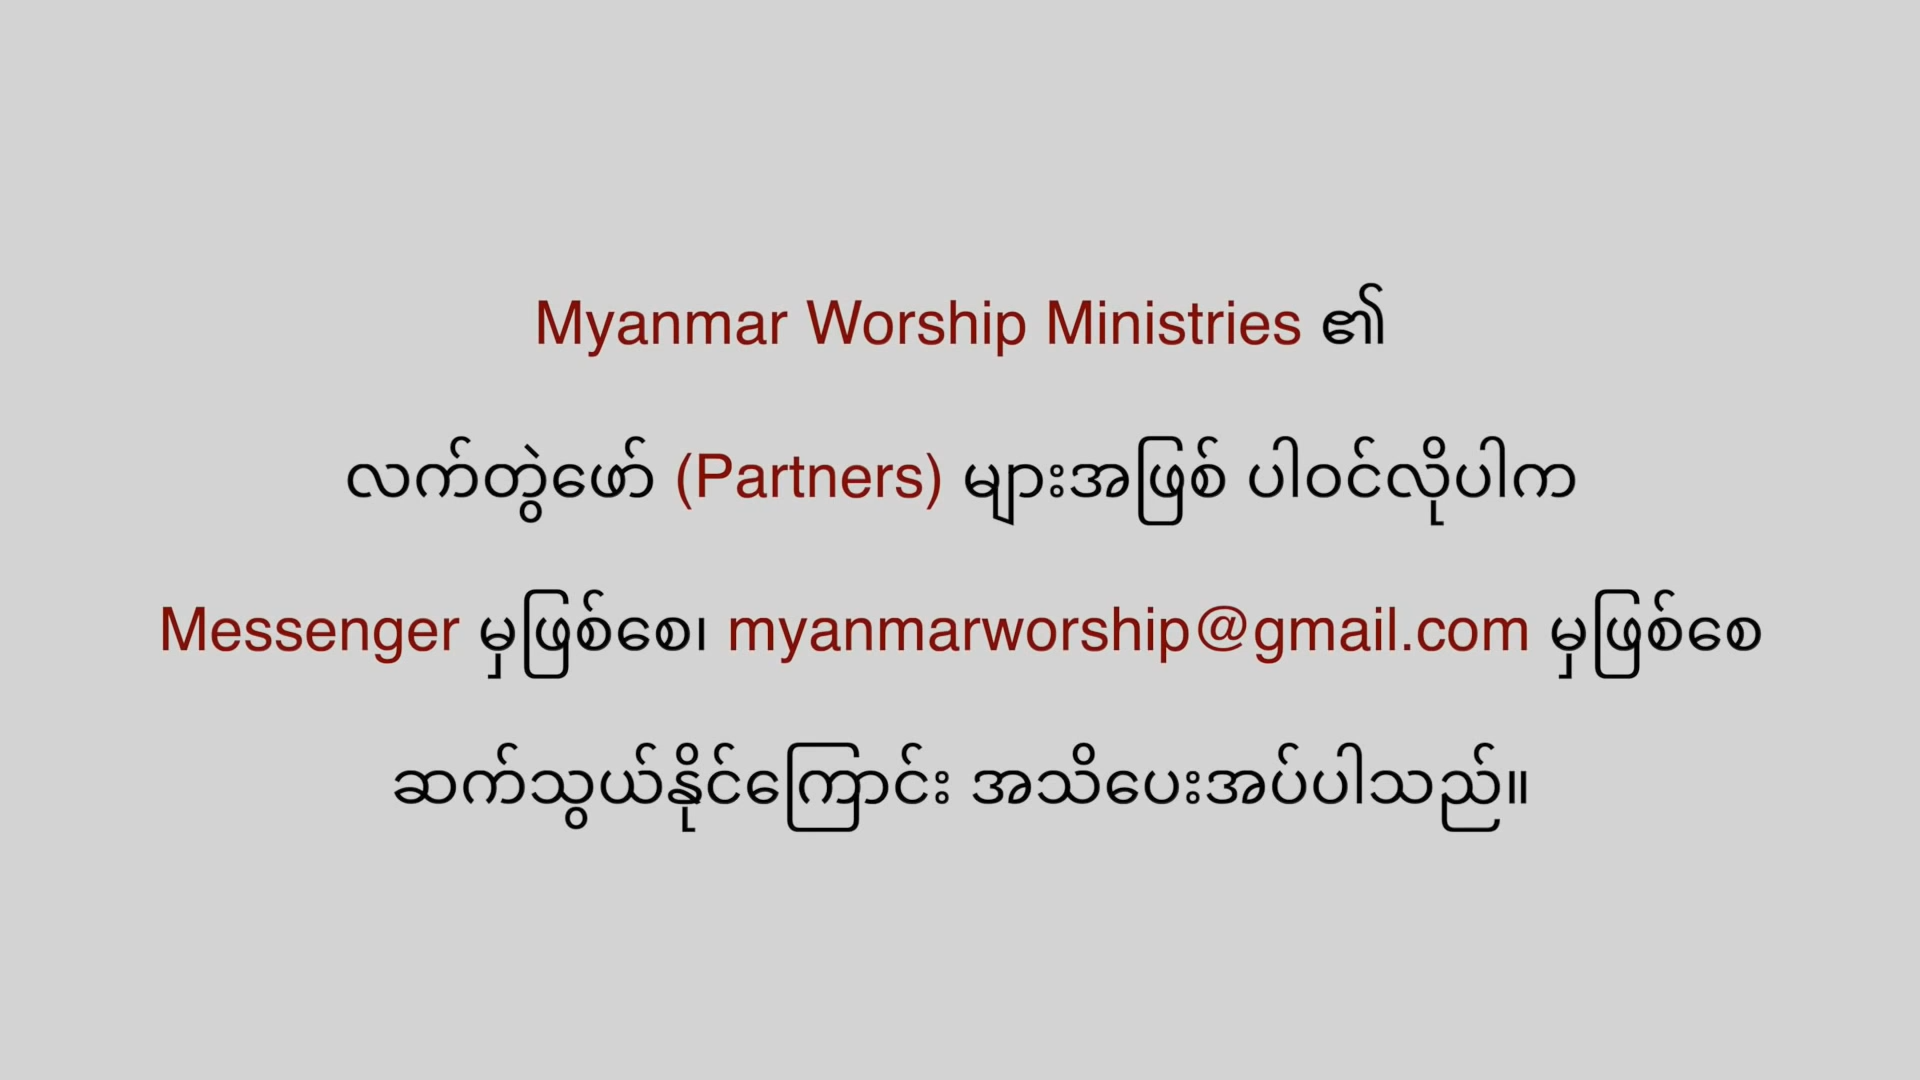 Myanmar Worship Ministries ၏
လက်တွဲဖော် (Partners) များအဖြစ် ပါဝင်လိုပါက
Messenger မှဖြစ်စေ၊ myanmarworship@gmail.com မှဖြစ်စေ
ဆက်သွယ်နိုင်ကြောင်း အသိပေးအပ်ပါသည်။